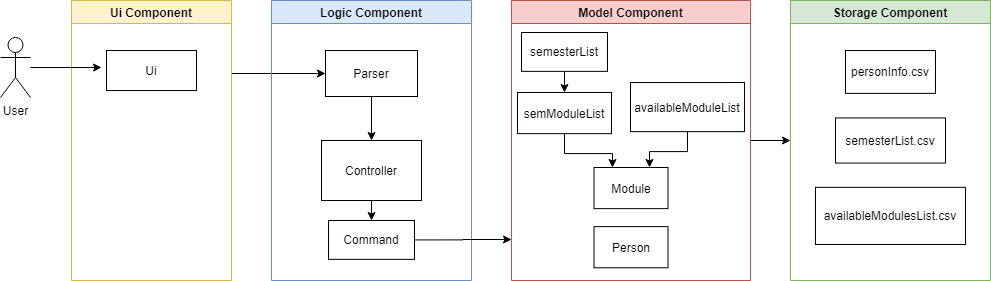 Ui Component
Logic Component
Model Component
Storage Component
User
Ui
Parser
Controller
Command
semesterList
semModuleList
availableModuleList
Module
Person
personInfo.csv
semesterList.csv
availableModulesList.csv